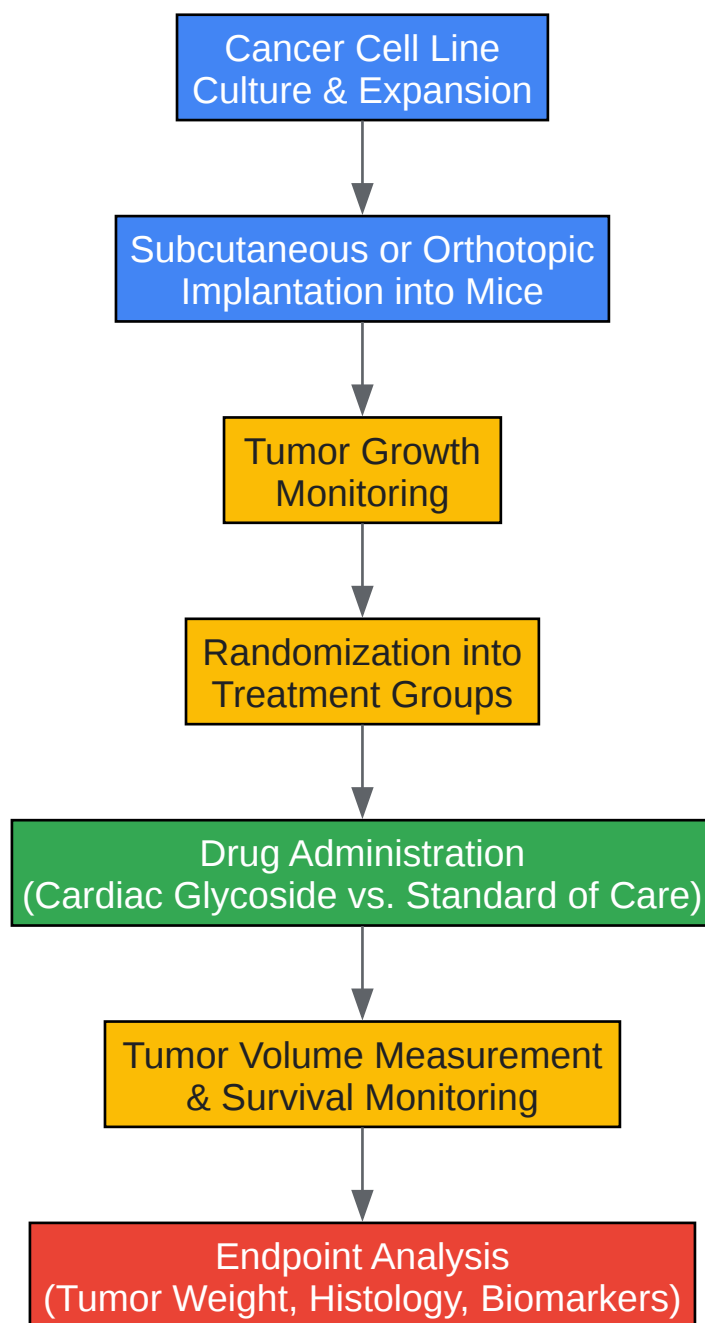 Cancer Cell Line
Culture & Expansion
Subcutaneous or Orthotopic
Implantation into Mice
Tumor Growth
Monitoring
Randomization into
Treatment Groups
Drug Administration
(Cardiac Glycoside vs. Standard of Care)
Tumor Volume Measurement
& Survival Monitoring
Endpoint Analysis
(Tumor Weight, Histology, Biomarkers)